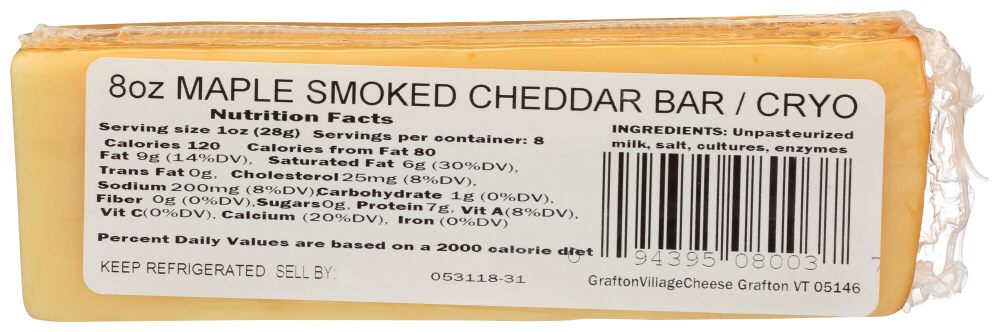 8oz MAPLE SMOKED CHEDDAR BAR / CRYO
Nutrition Facts
Serving size 1oz (28g) Servings per container: 8
Calories 120 Calories from Fat 80
Fat 9g (14%DV), Saturated Fat 6g (30%DV),
Trans Fat 0g, Cholesterol 25mg (8%DV),
Sodium 200mg (8%DV),Carbohydrate 1g (0%DV),
Fiber 0g (0%DV),Sugars0g, Protein 7g, Vit A(8%DV),
Vit C(0%DV), Calcium (20%DV), Iron (0%DV)
Percent Daily Values are based on a 2000 calorie diet
KEEP REFRIGERATED SELL BY:
053118-31
INGREDIENTS: Unpasteurized
milk, salt, cultures, enzymes
0 94395 08003 7
GraftonVillageCheese Grafton VT 05146